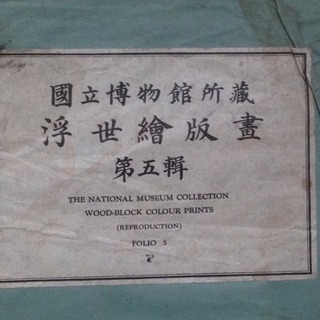 國立博物館所藏
浮世繪版畫
第五輯
THE NATIONAL MUSEUM COLLECTION
WOOD-BLOCK COLOUR PRINTS
(REPRODUCTION)
FOLIO 5